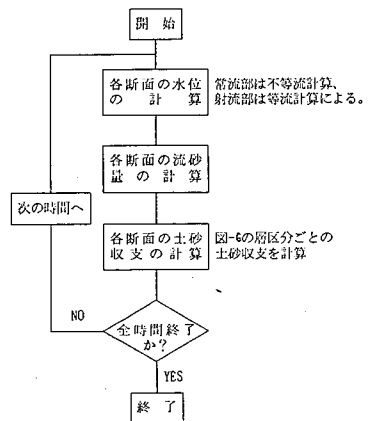 開 始
各断面の水位
の 計 算
常流部は不等流計算、
射流部は等流計算による。
各断面の流砂
量 の 計 算
次の時間へ
各断面の土砂
収支の計算
図-6の層区分ごとの
土砂収支を計算
NO
全時間終了
か?
YES
終 了